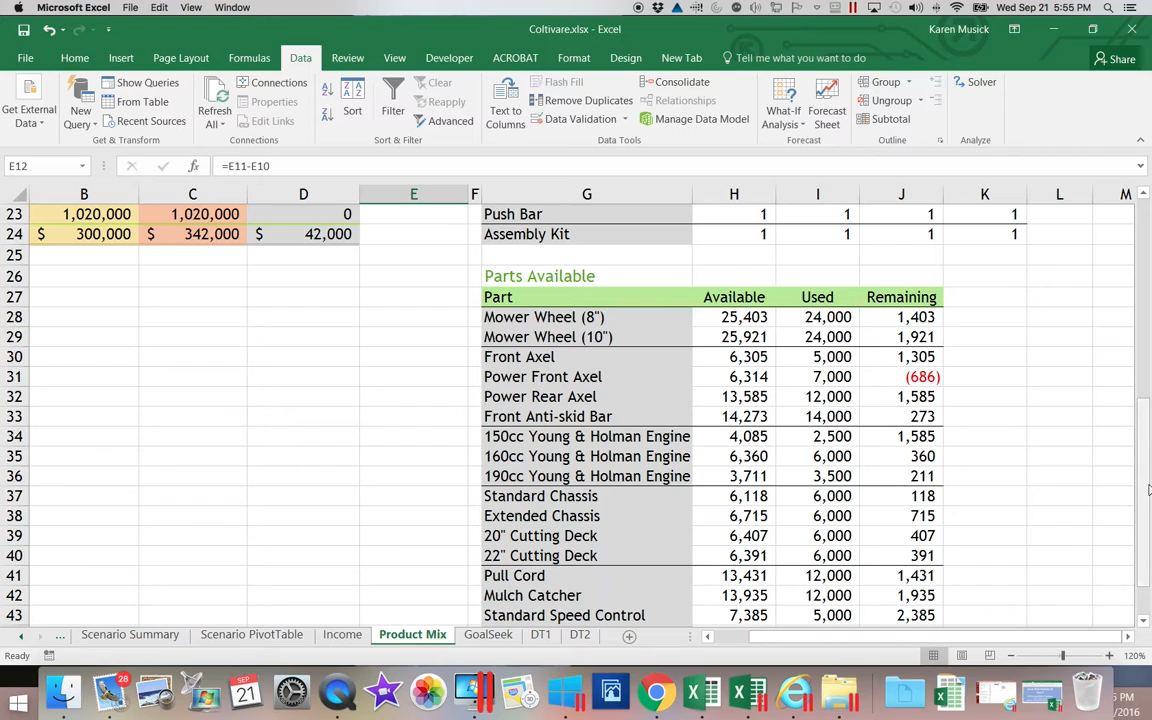 Microsoft Excel File Edit View Window Wed Sep 21 5:55 PM
Coltivare.xlsx - Excel Karen Musick
File Home Insert Page Layout Formulas Data Review View Developer ACROBAT Format Design New Tab Tell me what you want to do Share
Get External Data
New Query
Show Queries
From Table
Recent Sources
Refresh All
Connections
Properties
Edit Links
Sort
Filter
Clear
Reapply
Advanced
Text to Columns
Flash Fill
Remove Duplicates
Data Validation
Consolidate
Relationships
Manage Data Model
What-If Analysis
Forecast Sheet
Group
Ungroup
Subtotal
Solver
Get & Transform Connections Sort & Filter Data Tools Forecast Outline Analyze
E12 fx =E11-E10
B C D E F G H I J K L M
23 1,020,000 1,020,000 0 Push Bar 1 1 1 1
24 $ 300,000 $ 342,000 $ 42,000 Assembly Kit 1 1 1 1
25
26 Parts Available
27 Part Available Used Remaining
28 Mower Wheel (8") 25,403 24,000 1,403
29 Mower Wheel (10") 25,921 24,000 1,921
30 Front Axel 6,305 5,000 1,305
31 Power Front Axel 6,314 7,000 (686)
32 Power Rear Axel 13,585 12,000 1,585
33 Front Anti-skid Bar 14,273 14,000 273
34 150cc Young & Holman Engine 4,085 2,500 1,585
35 160cc Young & Holman Engine 6,360 6,000 360
36 190cc Young & Holman Engine 3,711 3,500 211
37 Standard Chassis 6,118 6,000 118
38 Extended Chassis 6,715 6,000 715
39 20" Cutting Deck 6,407 6,000 407
40 22" Cutting Deck 6,391 6,000 391
41 Pull Cord 13,431 12,000 1,431
42 Mulch Catcher 13,935 12,000 1,935
43 Standard Speed Control 7,385 5,000 2,385
... Scenario Summary Scenario PivotTable Income Product Mix GoalSeek DT1 DT2
Ready 120%
28
SEP 21